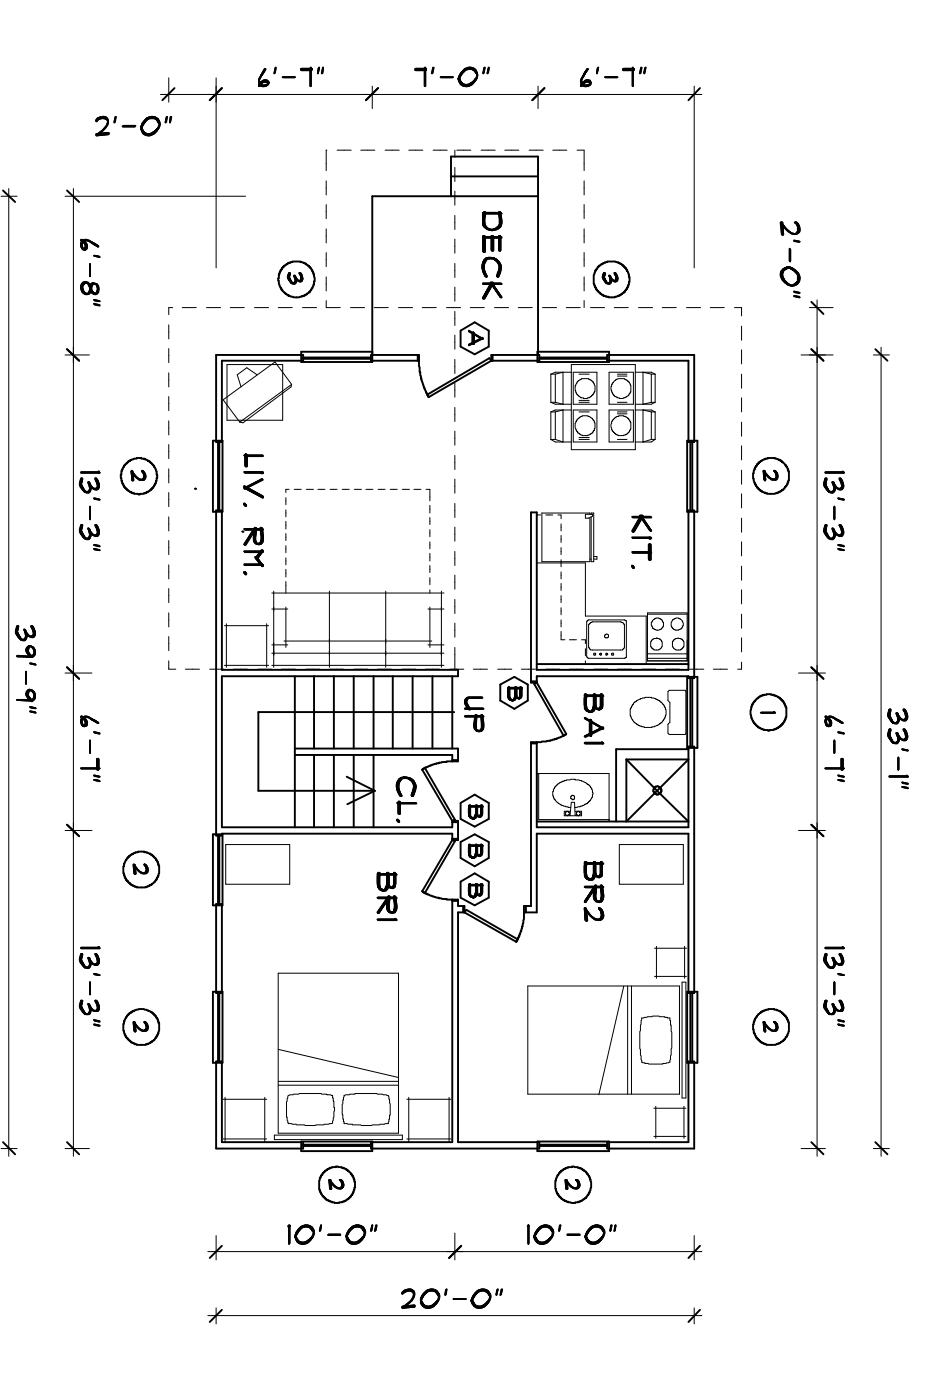 6'-7"
7'-0"
6'-7"
2'-0"
2'-0"
6'-8"
DECK
3
3
A
2
13'-3"
LIV. RM.
KIT.
2
13'-3"
39'-9"
33'-1"
6'-7"
UP
B
BA1
1
6'-7"
CL.
B
B
B
2
BR1
BR2
13'-3"
2
2
13'-3"
2
2
10'-0"
10'-0"
20'-0"